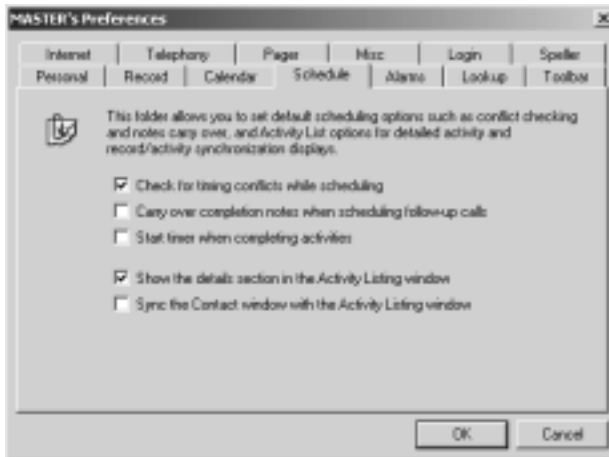 MASTER's Preferences
Internet Telephony Pager Misc Login Speller
Personal Record Calendar Schedule Alarms Lookup Toolbar
This folder allows you to set default scheduling options such as conflict checking
and notes carry over, and Activity List options for detailed activity and
record/activity synchronization displays.
Check for timing conflicts while scheduling
Carry over completion notes when scheduling follow-up calls
Start timer when completing activities
Show the details section in the Activity Listing window
Sync the Contact window with the Activity Listing window
OK Cancel